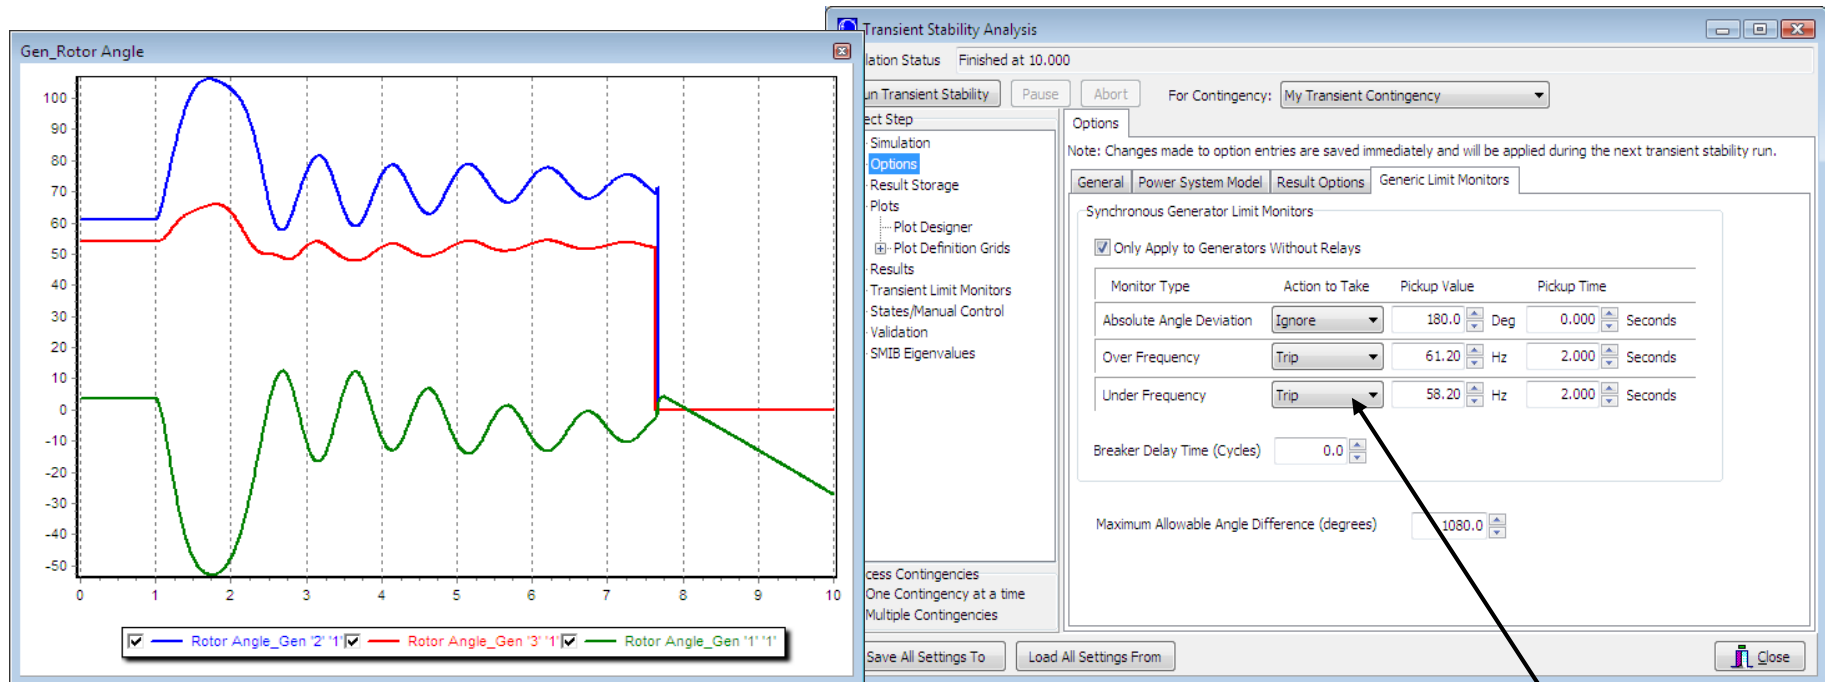 Gen_Rotor Angle
100
90
80
70
60
50
40
30
20
10
0
-10
-20
-30
-40
-50
0 1 2 3 4 5 6 7 8 9 10
Rotor Angle_Gen '2' '1' Rotor Angle_Gen '3' '1' Rotor Angle_Gen '1' '1'
Transient Stability Analysis
lation Status Finished at 10.000
un Transient Stability Pause Abort For Contingency: My Transient Contingency
ect Step
Simulation
Options
Result Storage
Plots
Plot Designer
Plot Definition Grids
Results
Transient Limit Monitors
States/Manual Control
Validation
SMIB Eigenvalues
cess Contingencies
One Contingency at a time
Multiple Contingencies
Options
Note: Changes made to option entries are saved immediately and will be applied during the next transient stability run.
General Power System Model Result Options Generic Limit Monitors
Synchronous Generator Limit Monitors
Only Apply to Generators Without Relays
Monitor Type Action to Take Pickup Value Pickup Time
Absolute Angle Deviation Ignore 180.0 Deg 0.000 Seconds
Over Frequency Trip 61.20 Hz 2.000 Seconds
Under Frequency Trip 58.20 Hz 2.000 Seconds
Breaker Delay Time (Cycles) 0.0
Maximum Allowable Angle Difference (degrees) 1080.0
Save All Settings To Load All Settings From Close